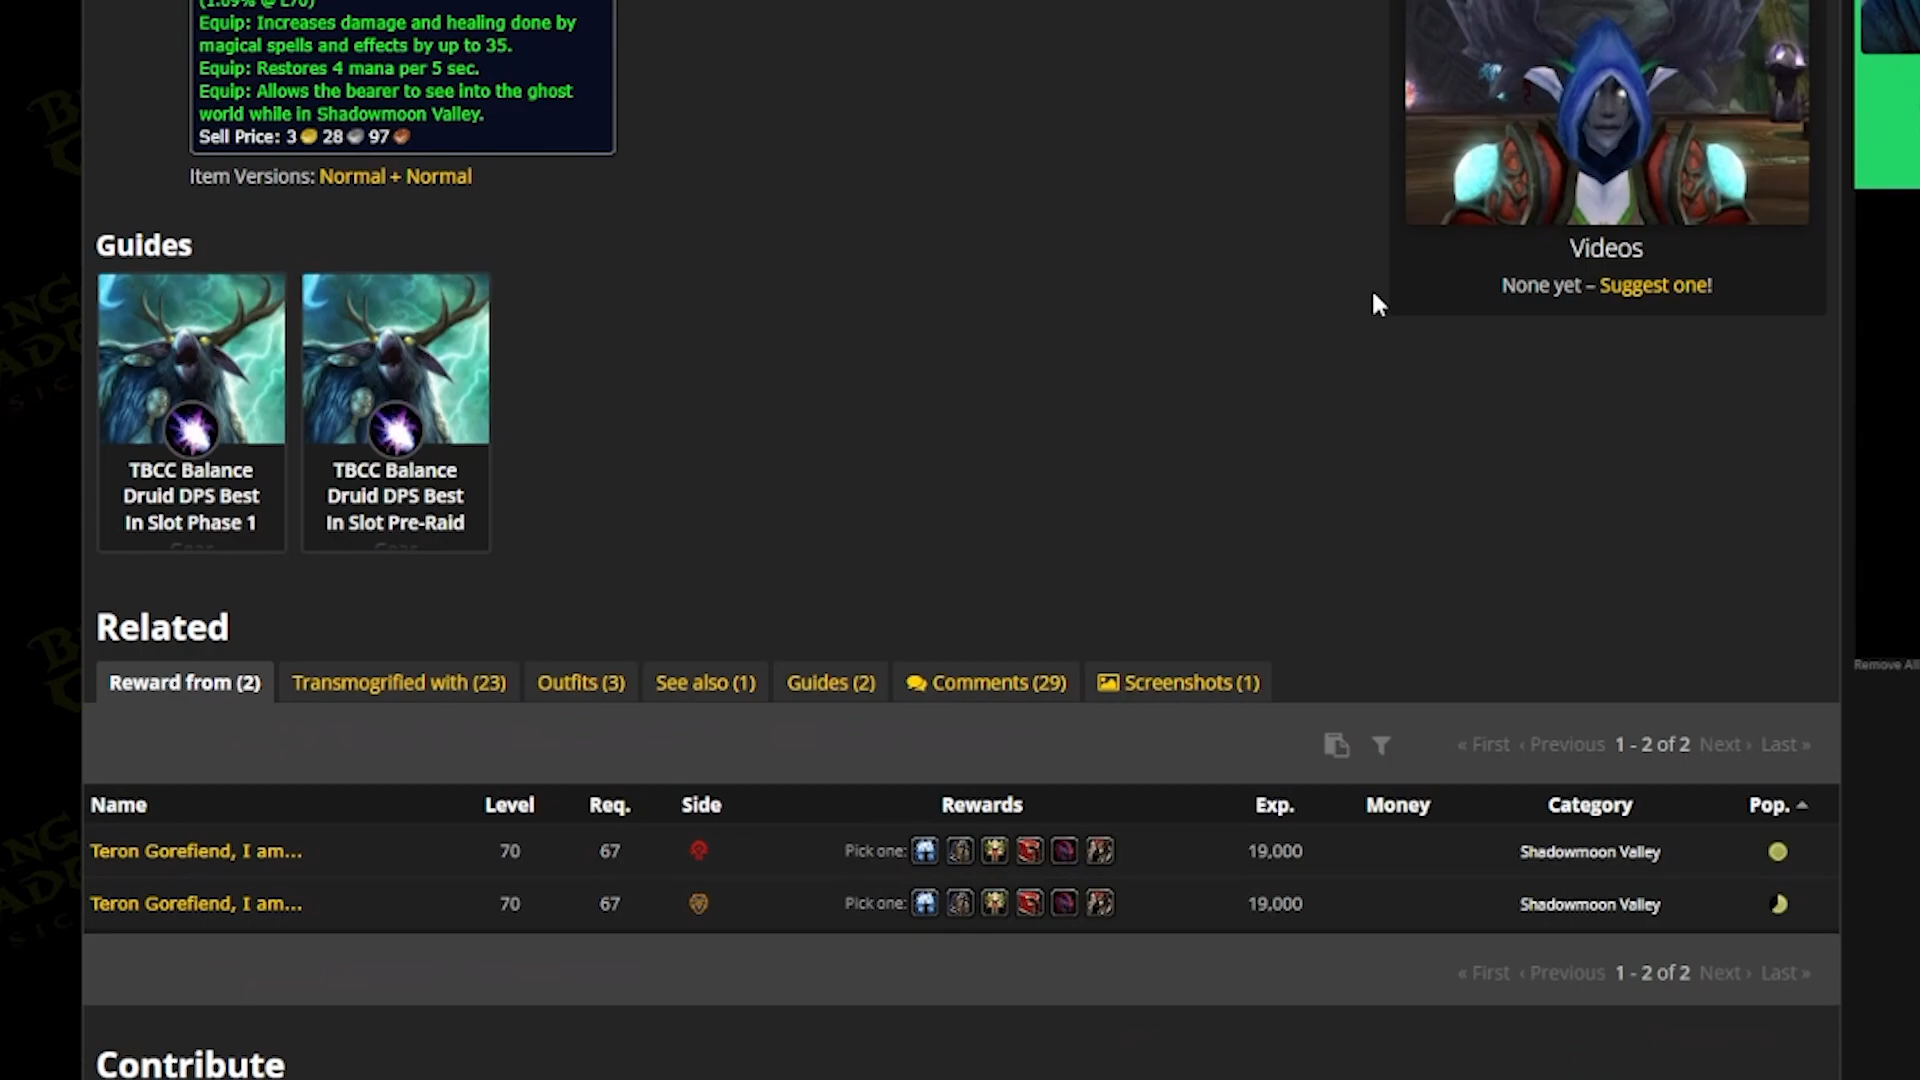 (1.09% @ L70)
Equip: Increases damage and healing done by
magical spells and effects by up to 35.
Equip: Restores 4 mana per 5 sec.
Equip: Allows the bearer to see into the ghost
world while in Shadowmoon Valley.
Sell Price: 3 28 97
Item Versions: Normal + Normal
Videos
None yet – Suggest one!
Guides
TBCC Balance
Druid DPS Best
In Slot Phase 1
Gear
TBCC Balance
Druid DPS Best
In Slot Pre-Raid
Gear
Remove All
Related
Reward from (2) Transmogrified with (23) Outfits (3) See also (1) Guides (2) Comments (29) Screenshots (1)
« First ‹ Previous 1 - 2 of 2 Next › Last »
Name Level Req. Side Rewards Exp. Money Category Pop.
Teron Gorefiend, I am... 70 67 Pick one: 19,000 Shadowmoon Valley
Teron Gorefiend, I am... 70 67 Pick one: 19,000 Shadowmoon Valley
« First ‹ Previous 1 - 2 of 2 Next › Last »
Contribute